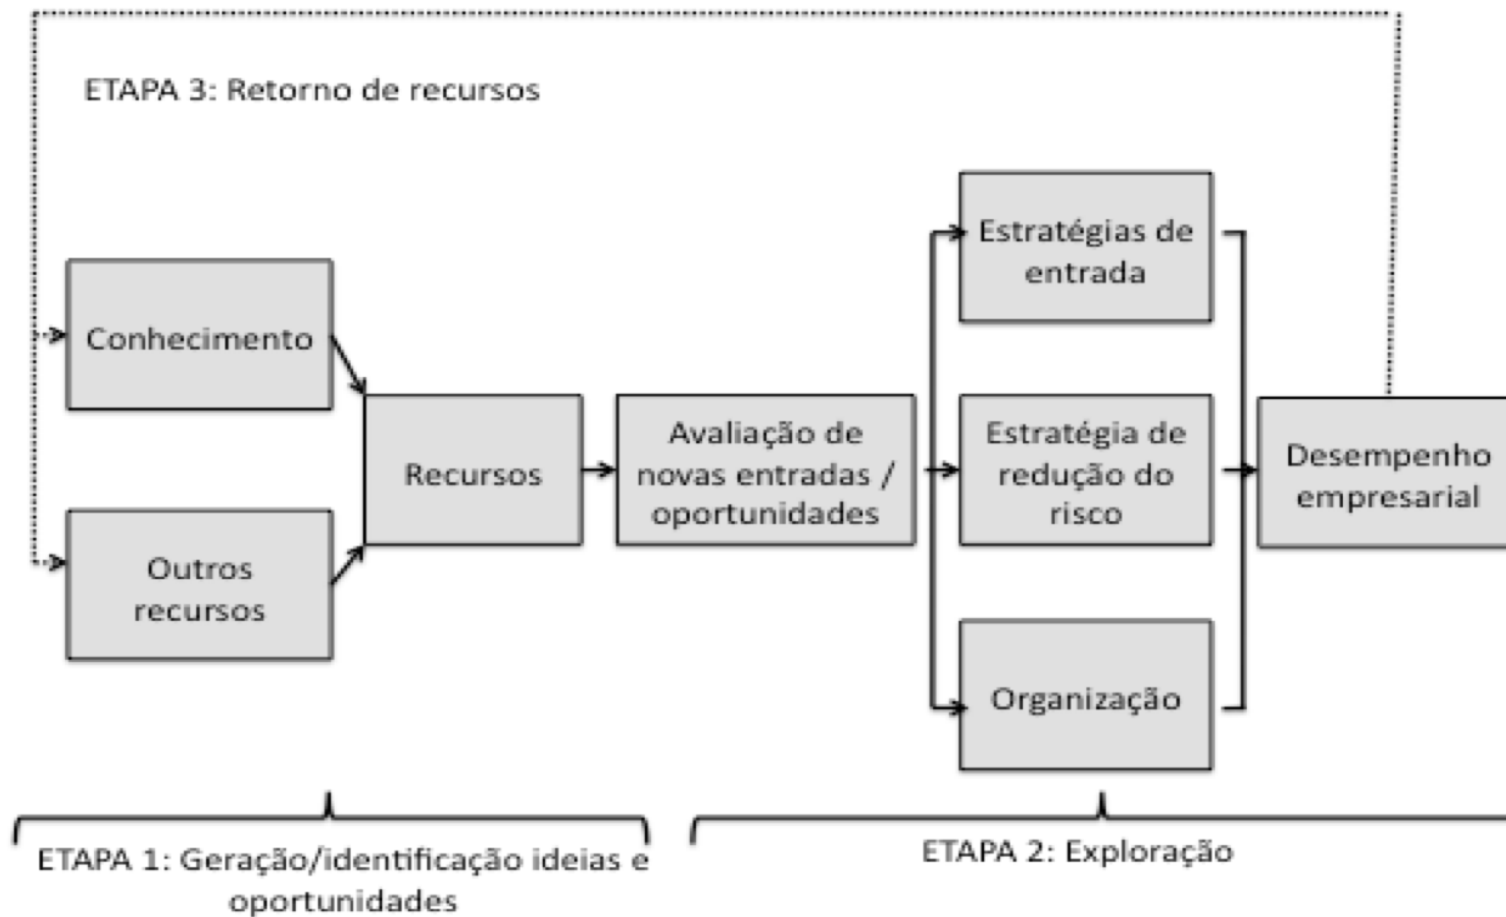 ETAPA 3: Retorno de recursos
Conhecimento
Outros
recursos
Recursos
Avaliação de
novas entradas /
oportunidades
Estratégias de
entrada
Estratégia de
redução do
risco
Organização
Desempenho
empresarial
ETAPA 1: Geração/identificação ideias e
oportunidades
ETAPA 2: Exploração